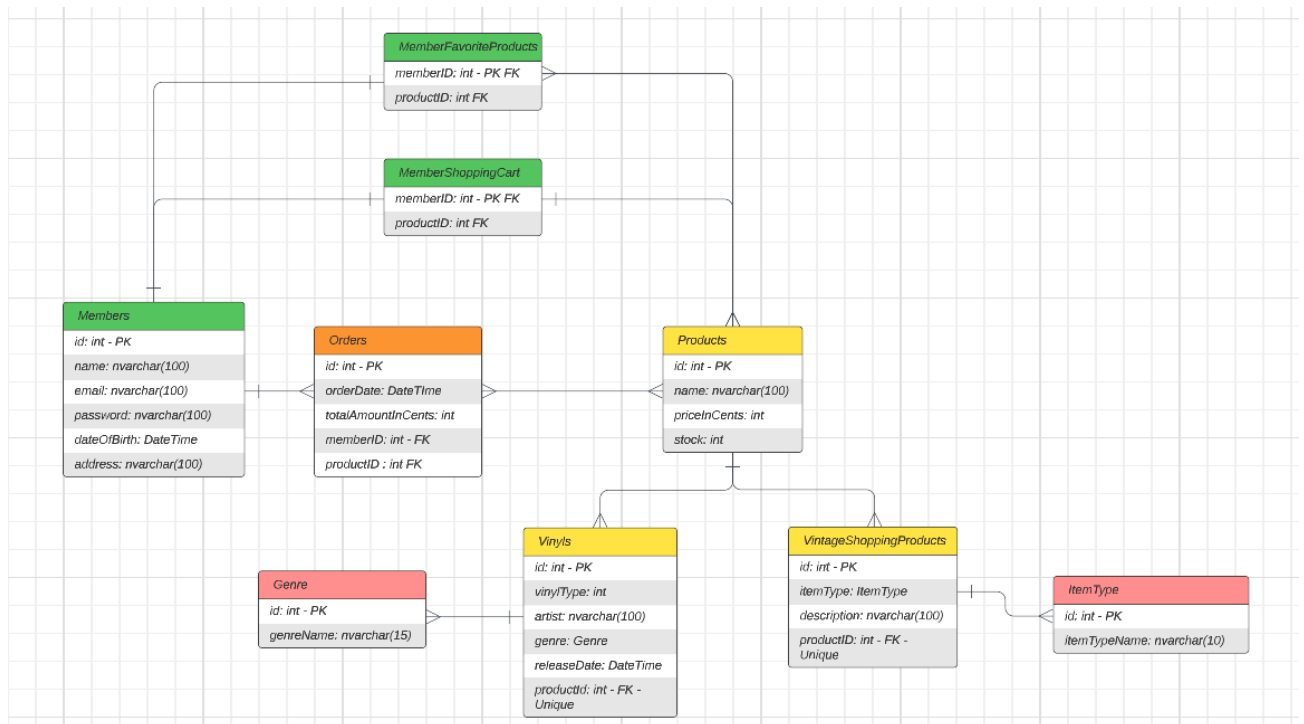 MemberFavoriteProducts
memberID: int - PK FK
productID: int FK
MemberShoppingCart
memberID: int - PK FK
productID: int FK
Members
id: int - PK
name: nvarchar(100)
email: nvarchar(100)
password: nvarchar(100)
dateOfBirth: DateTime
address: nvarchar(100)
Orders
id: int - PK
orderDate: DateTIme
totalAmountInCents: int
memberID: int - FK
productID : int FK
Products
id: int - PK
name: nvarchar(100)
priceInCents: int
stock: int
Genre
id: int - PK
genreName: nvarchar(15)
Vinyls
id: int - PK
vinylType: int
artist: nvarchar(100)
genre: Genre
releaseDate: DateTime
productId: int - FK -
Unique
VintageShoppingProducts
id: int - PK
itemType: ItemType
description: nvarchar(100)
productID: int - FK -
Unique
ItemType
id: int - PK
itemTypeName: nvarchar(10)